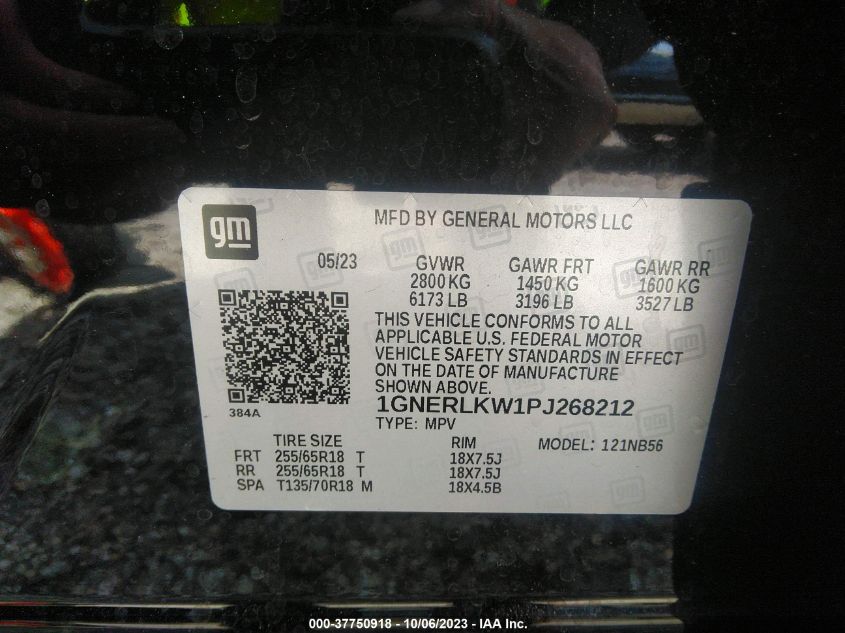 gm
MFD BY GENERAL MOTORS LLC
05/23 GVWR GAWR FRT GAWR RR
2800 KG 1450 KG 1600 KG
6173 LB 3196 LB 3527 LB
THIS VEHICLE CONFORMS TO ALL
APPLICABLE U.S. FEDERAL MOTOR
VEHICLE SAFETY STANDARDS IN EFFECT
ON THE DATE OF MANUFACTURE
SHOWN ABOVE.
384A
1GNERLKW1PJ268212
TYPE: MPV
TIRE SIZE RIM MODEL: 121NB56
FRT 255/65R18 T 18X7.5J
RR 255/65R18 T 18X7.5J
SPA T135/70R18 M 18X4.5B
000-37750918 - 10/06/2023 - IAA Inc.